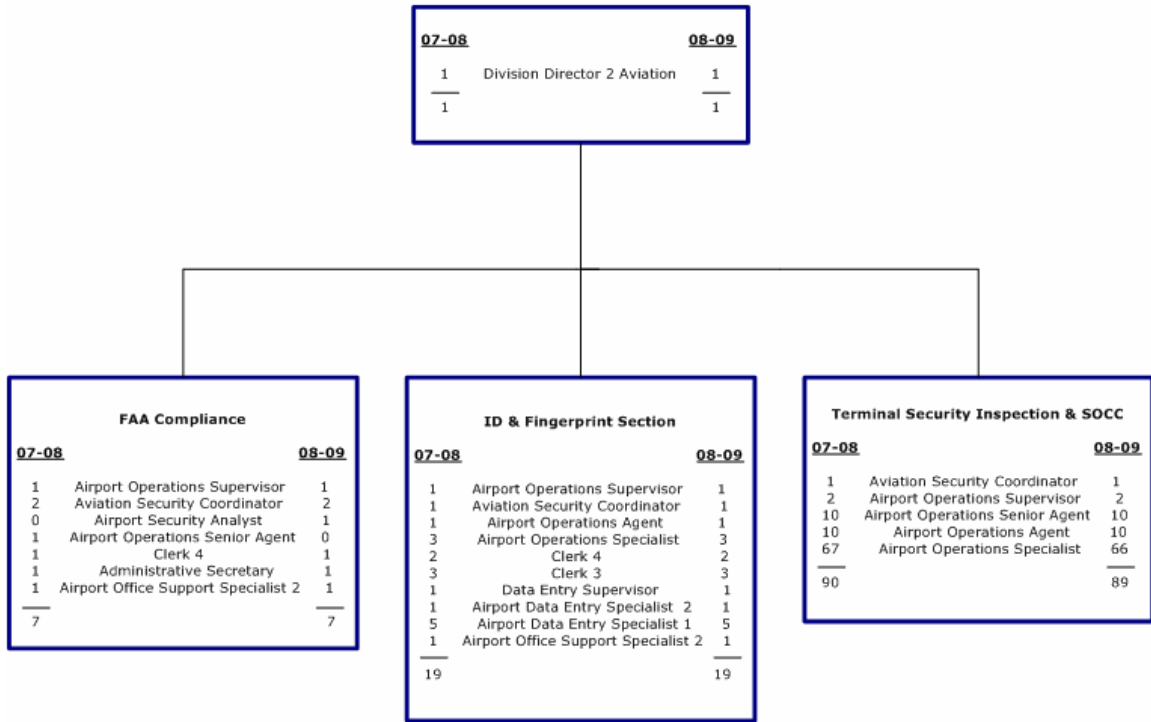 07-08 08-09
1 Division Director 2 Aviation 1
1 1
FAA Compliance
07-08 08-09
1 Airport Operations Supervisor 1
2 Aviation Security Coordinator 2
0 Airport Security Analyst 1
1 Airport Operations Senior Agent 0
1 Clerk 4 1
1 Administrative Secretary 1
1 Airport Office Support Specialist 2 1
7 7
ID & Fingerprint Section
07-08 08-09
1 Airport Operations Supervisor 1
1 Aviation Security Coordinator 1
1 Airport Operations Agent 1
3 Airport Operations Specialist 3
2 Clerk 4 2
3 Clerk 3 3
1 Data Entry Supervisor 1
1 Airport Data Entry Specialist 2 1
5 Airport Data Entry Specialist 1 5
1 Airport Office Support Specialist 2 1
19 19
Terminal Security Inspection & SOCC
07-08 08-09
1 Aviation Security Coordinator 1
2 Airport Operations Supervisor 2
10 Airport Operations Senior Agent 10
10 Airport Operations Agent 10
67 Airport Operations Specialist 66
90 89